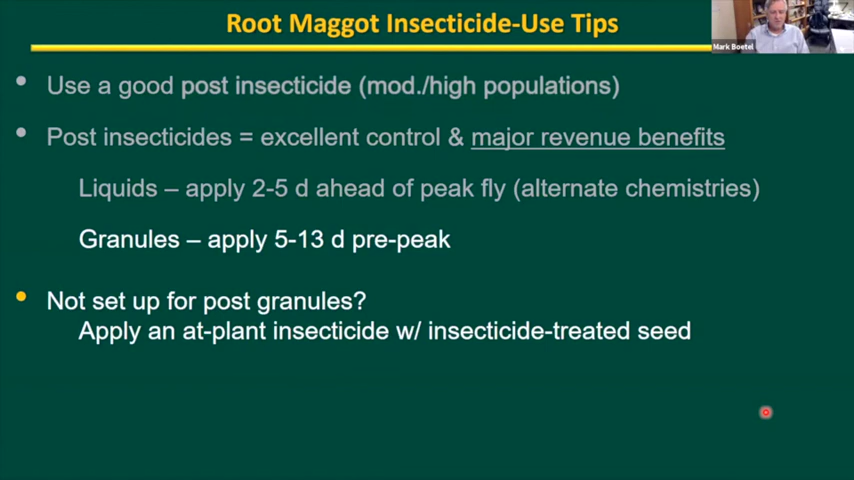 Root Maggot Insecticide-Use Tips
Mark Boetel
• Use a good post insecticide (mod./high populations)
• Post insecticides = excellent control & major revenue benefits
Liquids – apply 2-5 d ahead of peak fly (alternate chemistries)
Granules – apply 5-13 d pre-peak
• Not set up for post granules?
Apply an at-plant insecticide w/ insecticide-treated seed